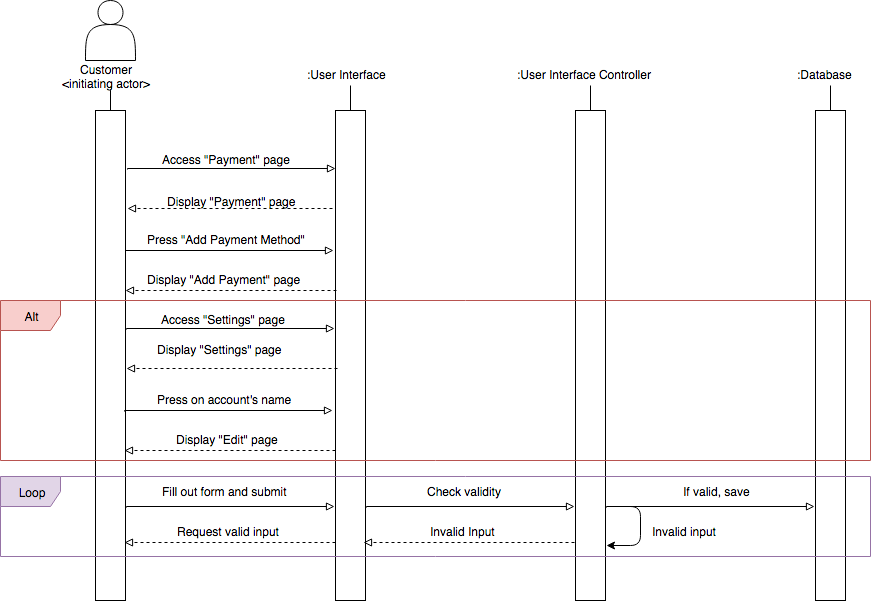 Customer
<initiating actor>
:User Interface
:User Interface Controller
:Database
Access "Payment" page
Display "Payment" page
Press "Add Payment Method"
Display "Add Payment" page
Alt
Access "Settings" page
Display "Settings" page
Press on account's name
Display "Edit" page
Loop
Fill out form and submit
Check validity
If valid, save
Request valid input
Invalid Input
Invalid input